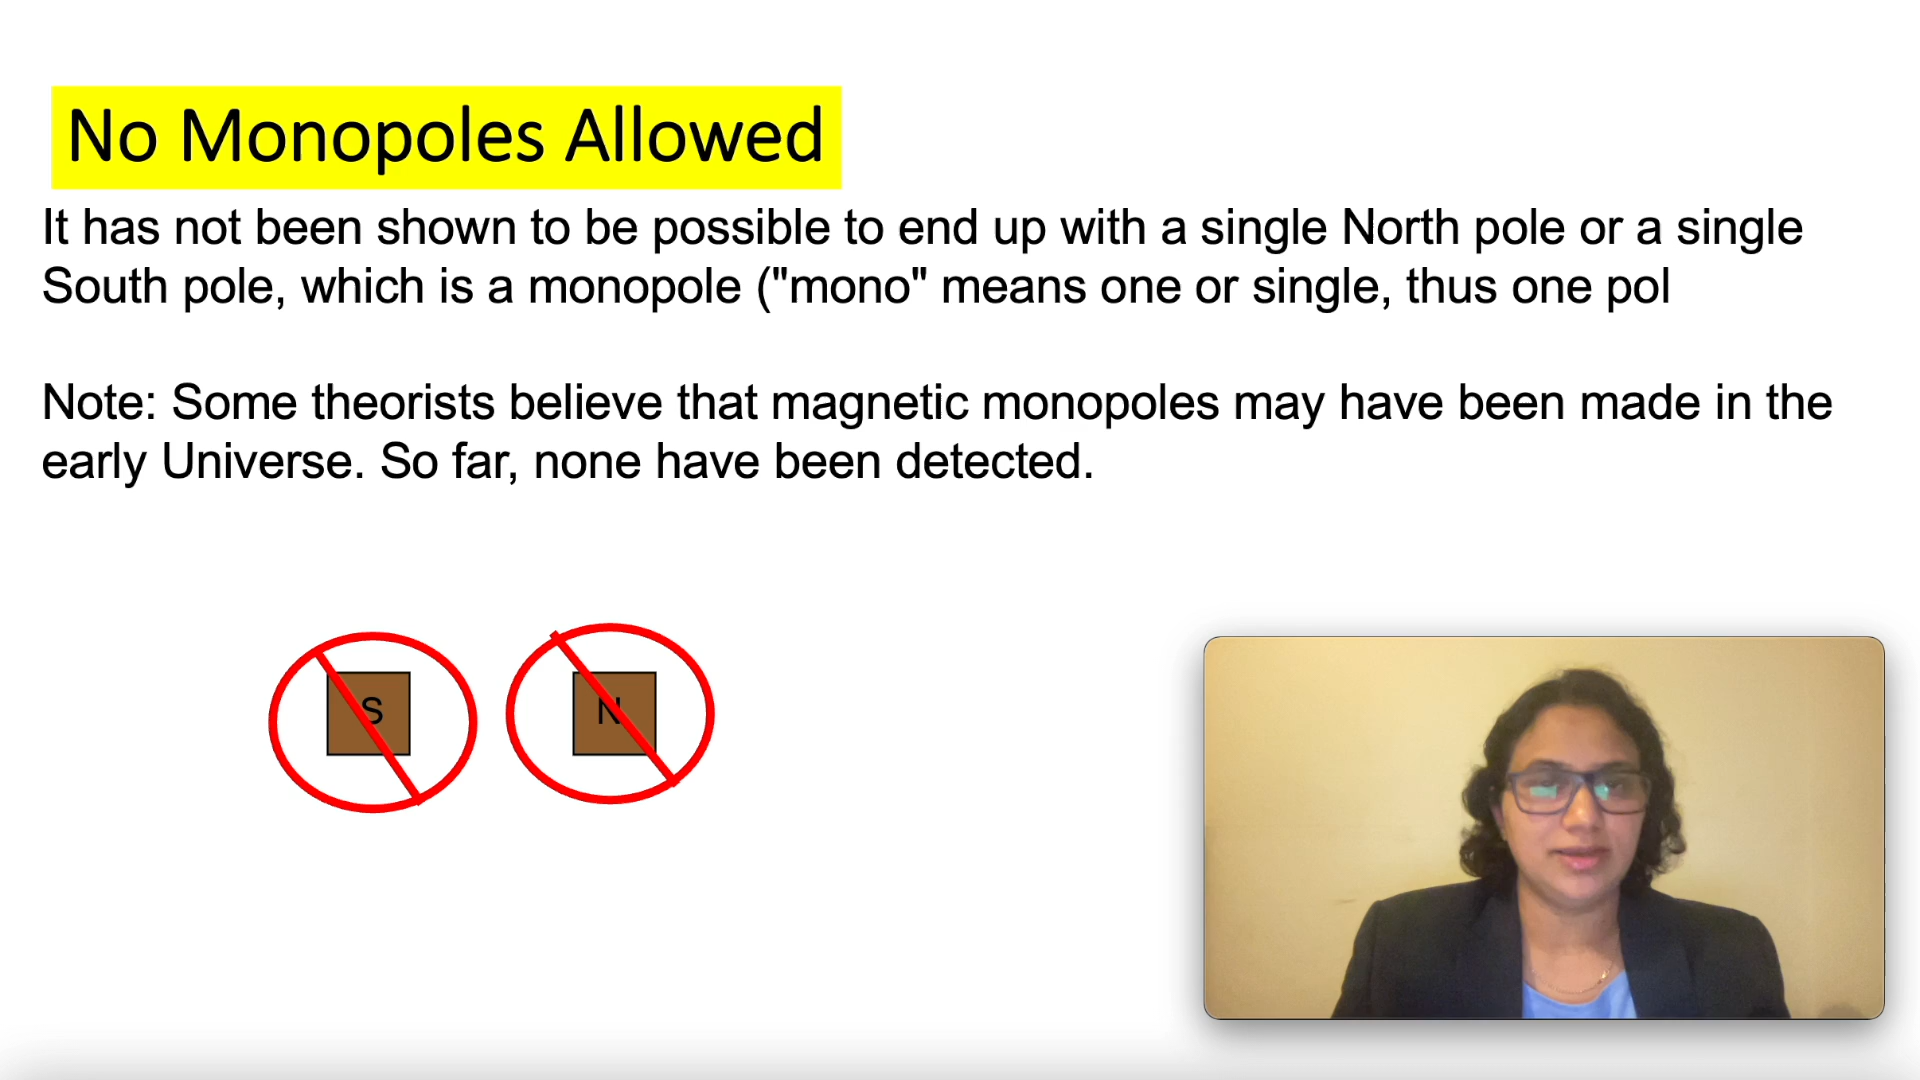 No Monopoles Allowed
It has not been shown to be possible to end up with a single North pole or a single
South pole, which is a monopole ("mono" means one or single, thus one pol
Note: Some theorists believe that magnetic monopoles may have been made in the
early Universe. So far, none have been detected.
S N